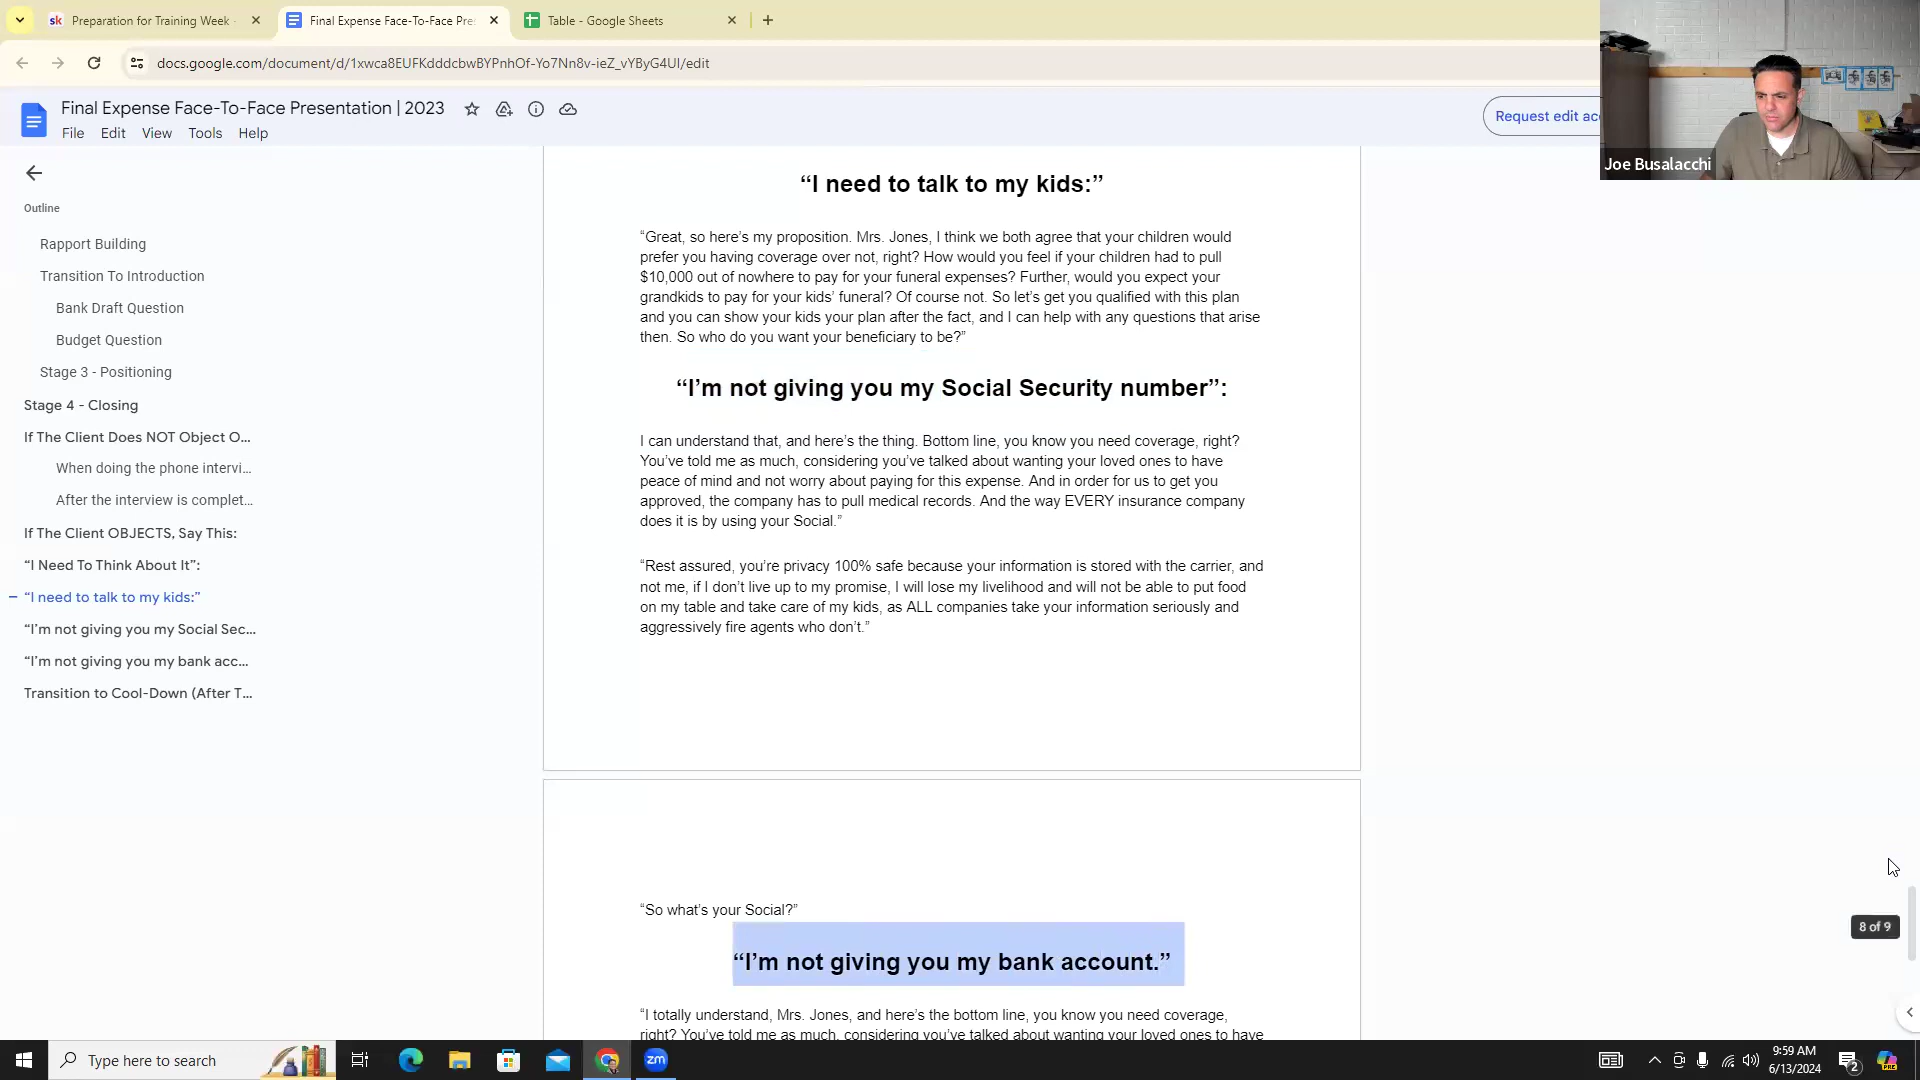 Preparation for Training Week -
Final Expense Face-To-Face Pre
Table - Google Sheets
docs.google.com/document/d/1xwca8EUFKdddcbwBYPnhOf-Yo7Nn8v-ieZ_vYByG4UI/edit
Final Expense Face-To-Face Presentation | 2023
Request edit ac
File Edit View Tools Help
Joe Busalacchi
Outline
Rapport Building
Transition To Introduction
Bank Draft Question
Budget Question
Stage 3 - Positioning
Stage 4 - Closing
If The Client Does NOT Object O...
When doing the phone intervi...
After the interview is complet...
If The Client OBJECTS, Say This:
“I Need To Think About It”:
“I need to talk to my kids:”
“I’m not giving you my Social Sec...
“I’m not giving you my bank acc...
Transition to Cool-Down (After T...
“I need to talk to my kids:”
“Great, so here’s my proposition. Mrs. Jones, I think we both agree that your children would
prefer you having coverage over not, right? How would you feel if your children had to pull
$10,000 out of nowhere to pay for your funeral expenses? Further, would you expect your
grandkids to pay for your kids’ funeral? Of course not. So let’s get you qualified with this plan
and you can show your kids your plan after the fact, and I can help with any questions that arise
then. So who do you want your beneficiary to be?”
“I’m not giving you my Social Security number”:
I can understand that, and here’s the thing. Bottom line, you know you need coverage, right?
You’ve told me as much, considering you’ve talked about wanting your loved ones to have
peace of mind and not worry about paying for this expense. And in order for us to get you
approved, the company has to pull medical records. And the way EVERY insurance company
does it is by using your Social.”
“Rest assured, you’re privacy 100% safe because your information is stored with the carrier, and
not me, if I don’t live up to my promise, I will lose my livelihood and will not be able to put food
on my table and take care of my kids, as ALL companies take your information seriously and
aggressively fire agents who don’t.”
“So what’s your Social?”
“I’m not giving you my bank account.”
“I totally understand, Mrs. Jones, and here’s the bottom line, you know you need coverage,
right? You’ve told me as much, considering you’ve talked about wanting your loved ones to have
8 of 9
Type here to search
zm
9:59 AM
6/13/2024
2